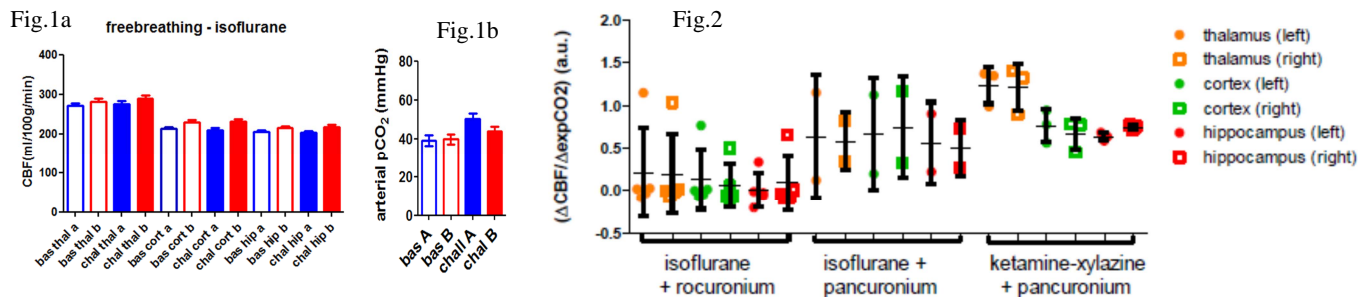 Fig.1a
freebreathing - isoflurane
CBF(ml/100g/min)
400
300
200
100
0
bas thal a
bas thal b
chal thal a
chal thal b
bas cort a
bas cort b
chal cort a
chal cort b
bas hip a
bas hip b
chal hip a
chal hip b
Fig.1b
arterial pCO2 (mmHg)
80
60
40
20
0
bas A
bas B
chall A
chal B
Fig.2
(ΔCBF/ΔexpCO2) (a.u.)
2.0
1.5
1.0
0.5
0.0
-0.5
isoflurane
+ rocuronium
isoflurane +
pancuronium
ketamine-xylazine
+ pancuronium
thalamus (left)
thalamus (right)
cortex (left)
cortex (right)
hippocampus (left)
hippocampus (right)